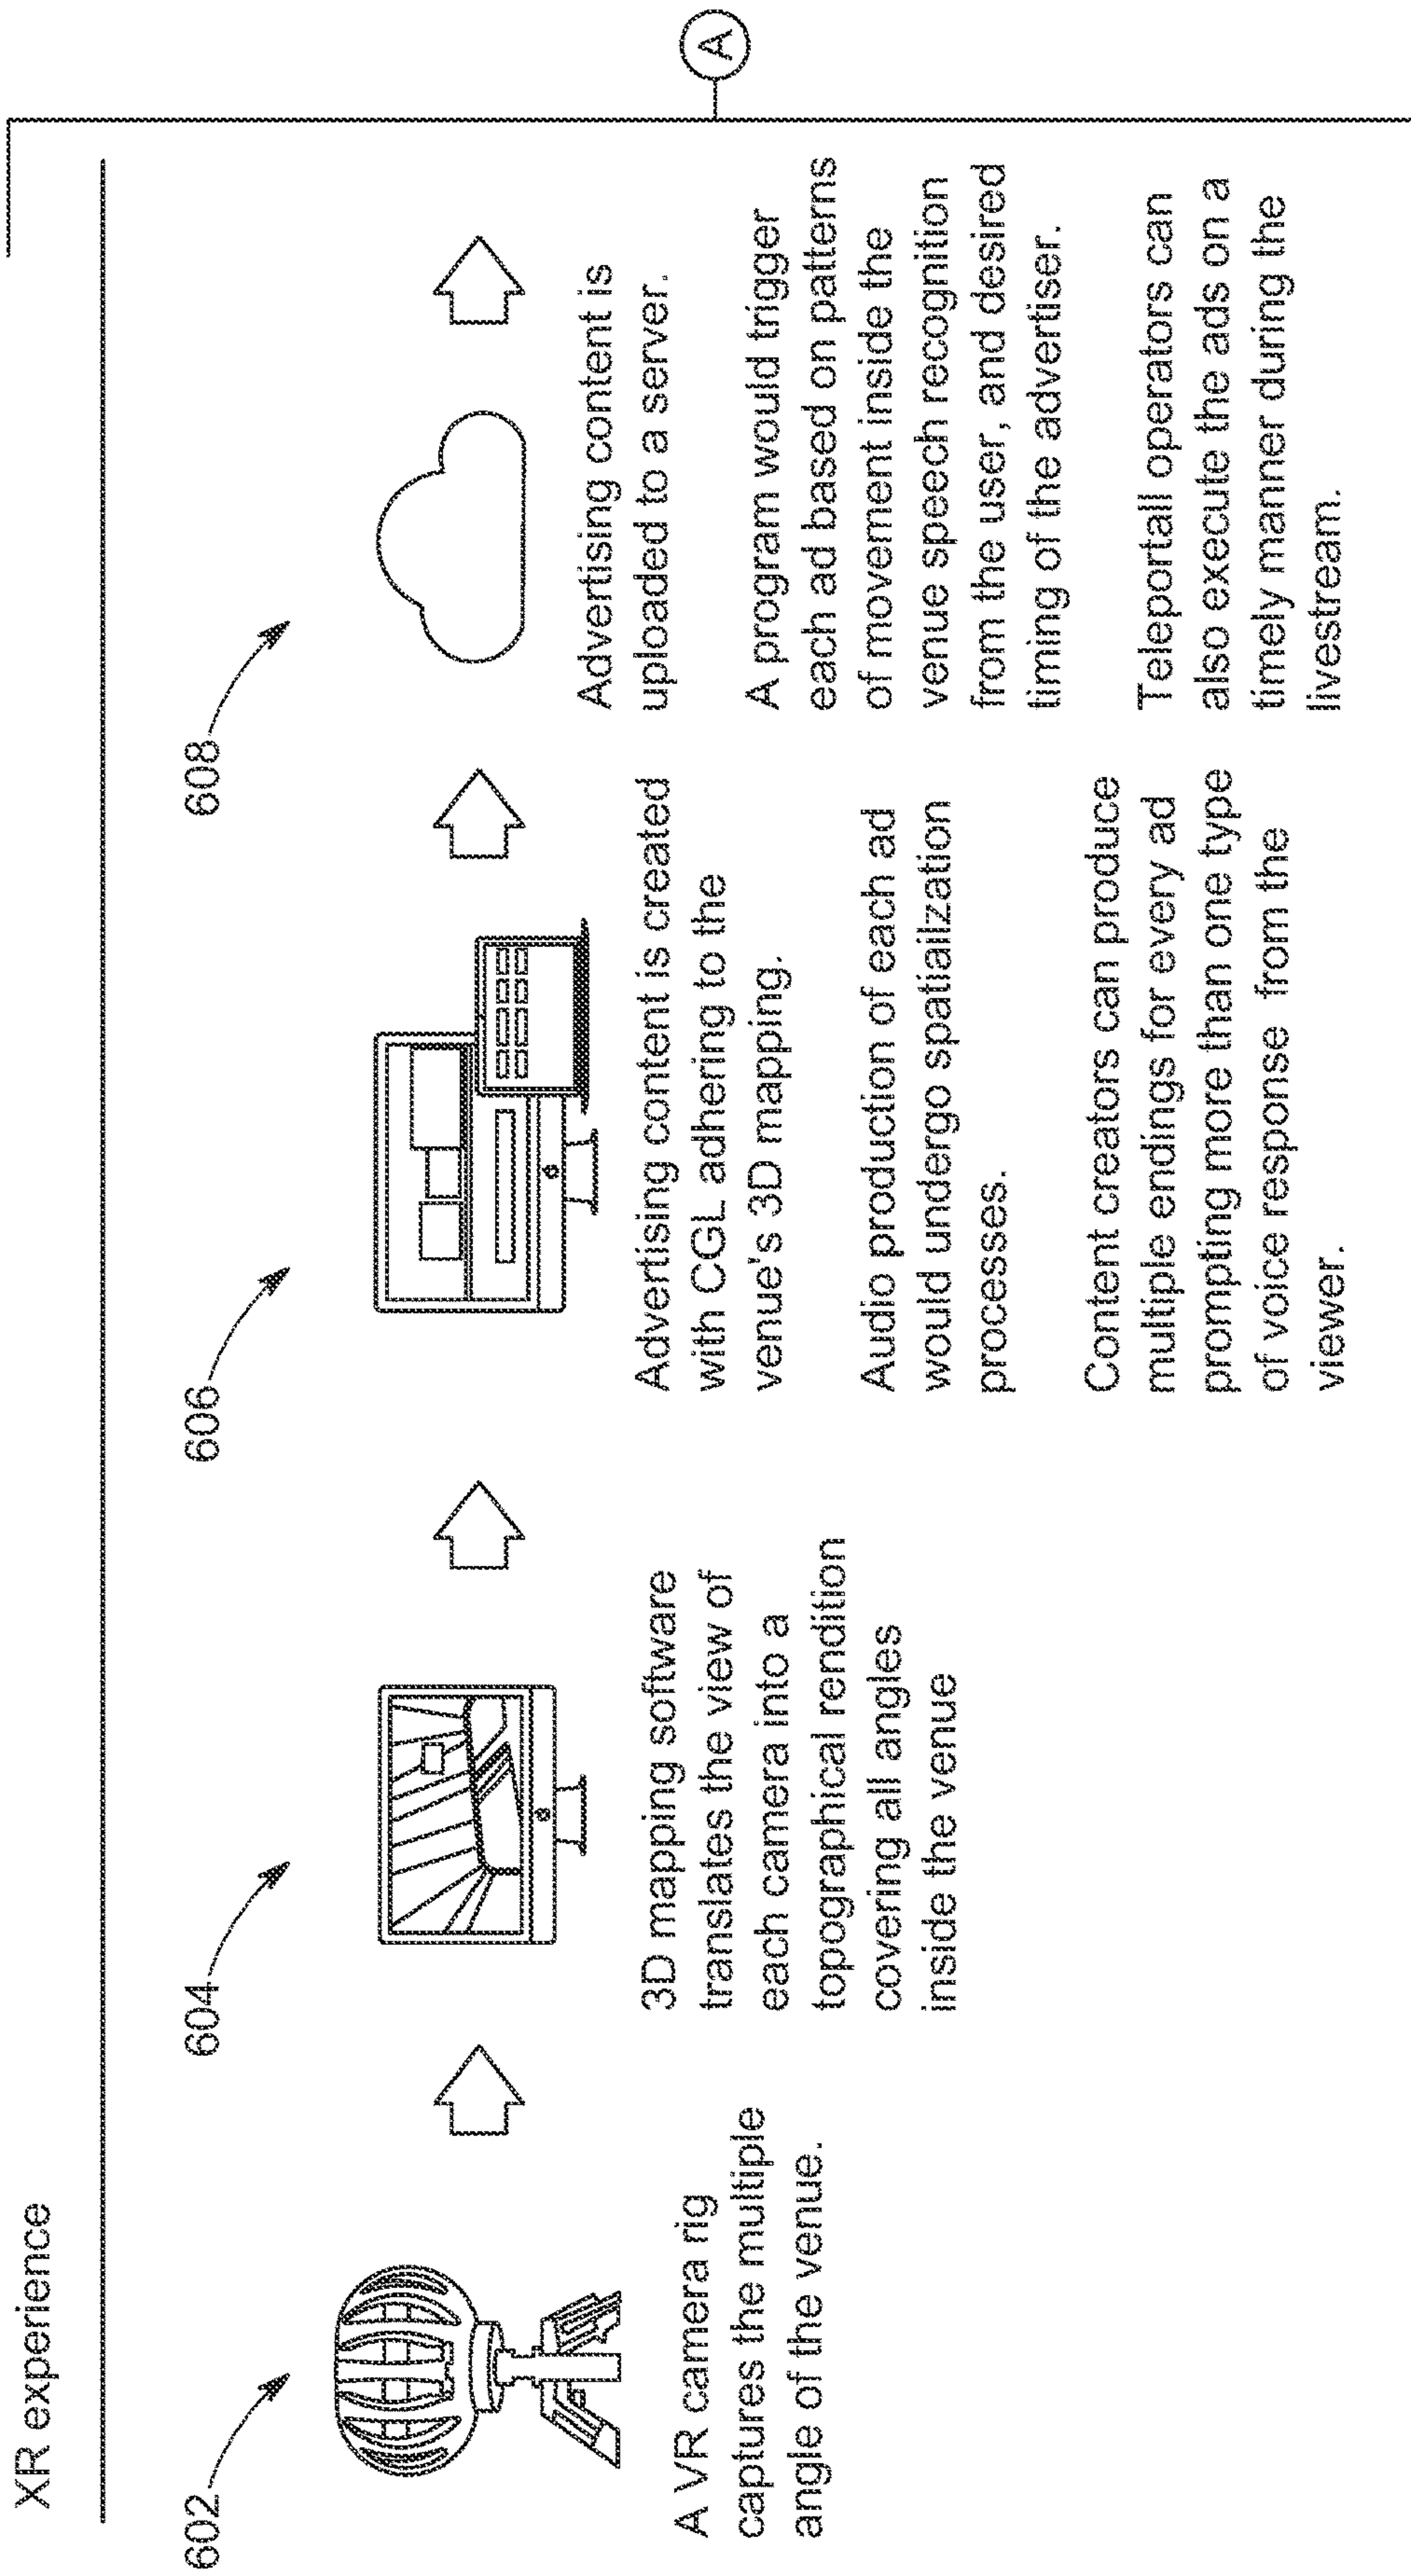 XR experience
602
A VR camera rig
captures the multiple
angle of the venue.
604
3D mapping software
translates the view of
each camera into a
topographical rendition
covering all angles
inside the venue
606
Advertising content is created
with CGL adhering to the
venue's 3D mapping.
Audio production of each ad
would undergo spatiailzation
processes.
Content creators can produce
multiple endings for every ad
prompting more than one type
of voice response from the
viewer.
608
Advertising content is
uploaded to a server.
A program would trigger
each ad based on patterns
of movement inside the
venue speech recognition
from the user, and desired
timing of the advertiser.
Teleportall operators can
also execute the ads on a
timely manner during the
livestream.
A